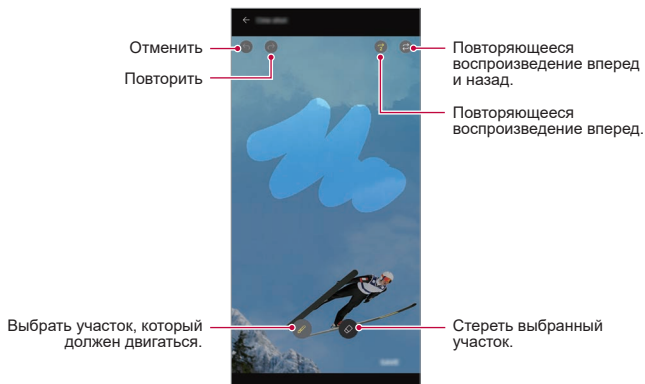 Отменить
Повторить
Повторяющееся
воспроизведение вперед
и назад.
Повторяющееся
воспроизведение вперед.
Выбрать участок, который
должен двигаться.
Стереть выбранный
участок.